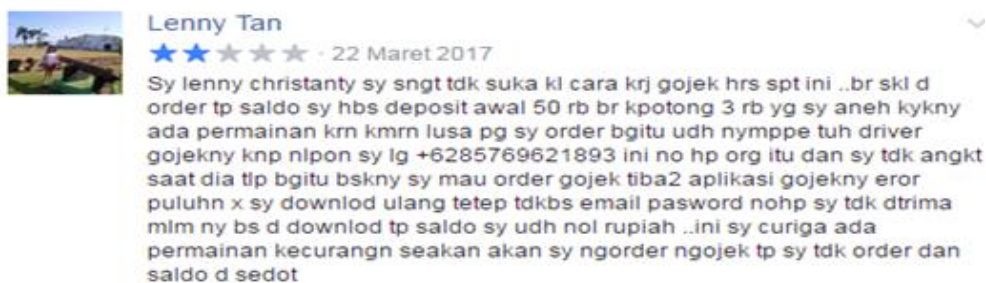 Lenny Tan
· 22 Maret 2017
Sy lenny christanty sy sngt tdk suka kl cara krj gojek hrs spt ini ..br skl d
order tp saldo sy hbs deposit awal 50 rb br kpotong 3 rb yg sy aneh kykny
ada permainan krn kmrn lusa pg sy order bgitu udh nymppe tuh driver
gojekny knp nlpon sy lg +6285769621893 ini no hp org itu dan sy tdk angkt
saat dia tlp bgitu bskny sy mau order gojek tiba2 aplikasi gojekny eror
puluhn x sy downlod ulang tetep tdkbs email pasword nohp sy tdk dtrima
mlm ny bs d downlod tp saldo sy udh nol rupiah ..ini sy curiga ada
permainan kecurangn seakan akan sy ngorder ngojek tp sy tdk order dan
saldo d sedot